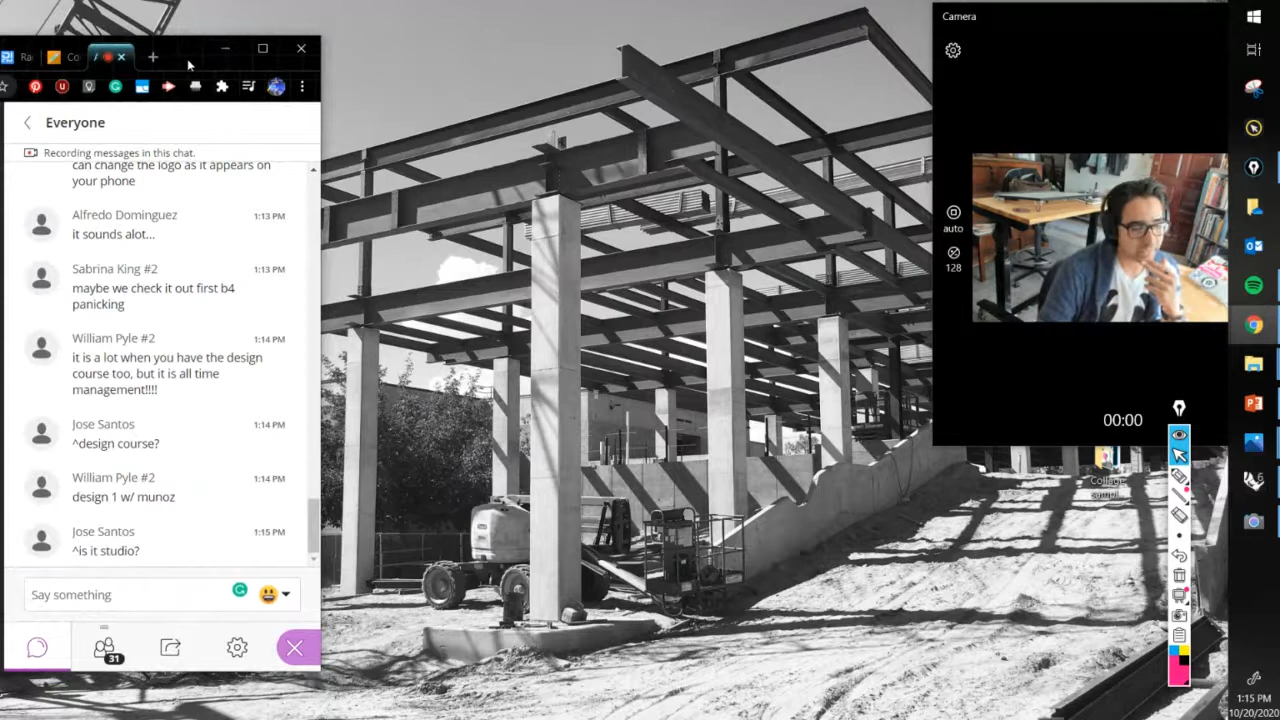 Ra
Co
Everyone
Recording messages in this chat.
can change the logo as it appears on
your phone
Alfredo Dominguez 1:13 PM
it sounds alot...
Sabrina King #2 1:13 PM
maybe we check it out first b4
panicking
William Pyle #2 1:14 PM
it is a lot when you have the design
course too, but it is all time
management!!!!
Jose Santos 1:14 PM
^design course?
William Pyle #2 1:14 PM
design 1 w/ munoz
Jose Santos 1:15 PM
^is it studio?
Say something
31
Camera
auto
128
00:00
Collage
sampl
1:15 PM
10/20/2020